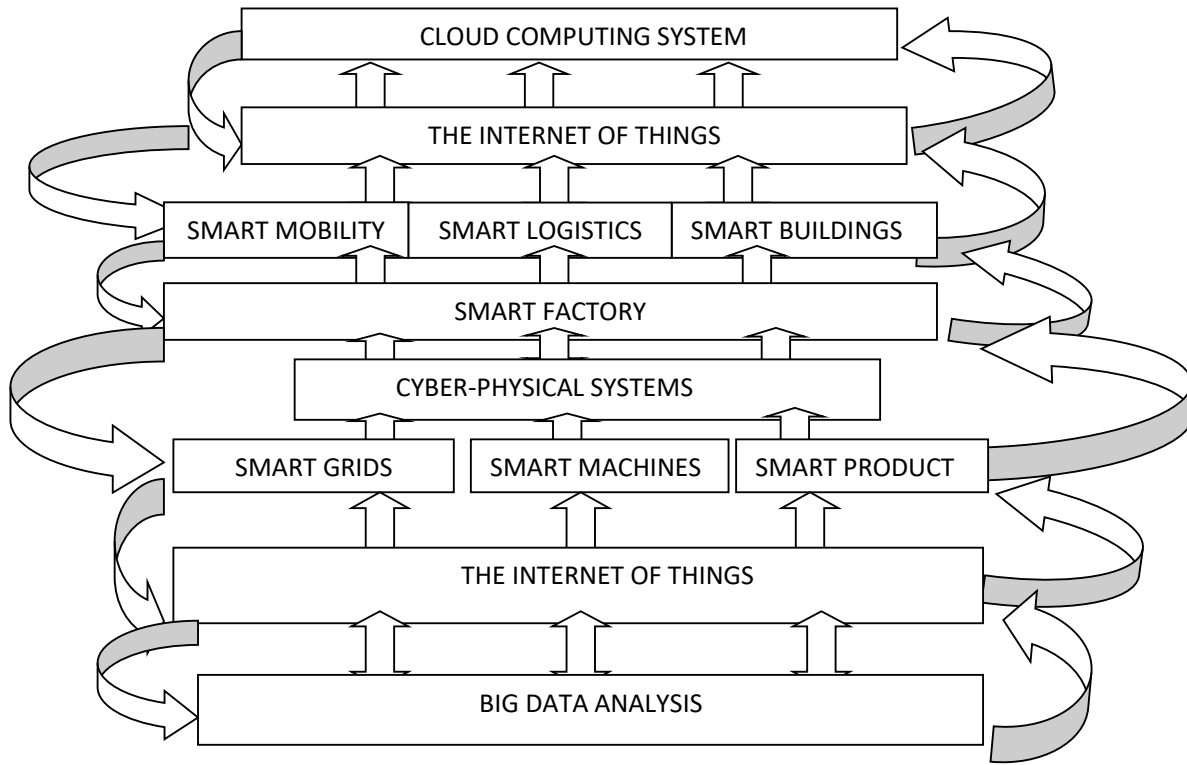 CLOUD COMPUTING SYSTEM
THE INTERNET OF THINGS
SMART MOBILITY
SMART LOGISTICS
SMART BUILDINGS
SMART FACTORY
CYBER-PHYSICAL SYSTEMS
SMART GRIDS
SMART MACHINES
SMART PRODUCT
THE INTERNET OF THINGS
BIG DATA ANALYSIS